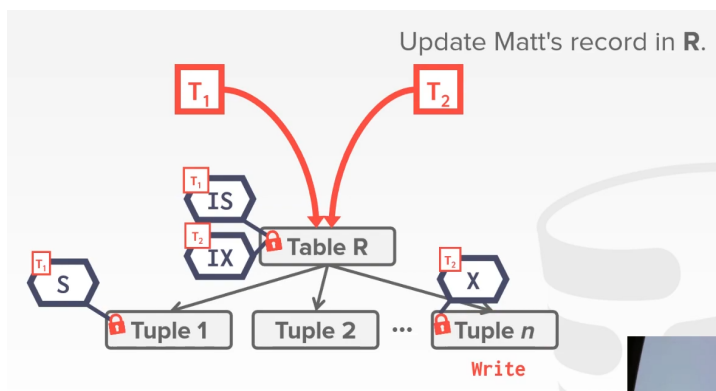 Update Matt's record in R.
T₁
T₂
T₁
IS
T₂
IX
Table R
T₁
S
T₂
X
Tuple 1
Tuple 2
...
Tuple n
Write